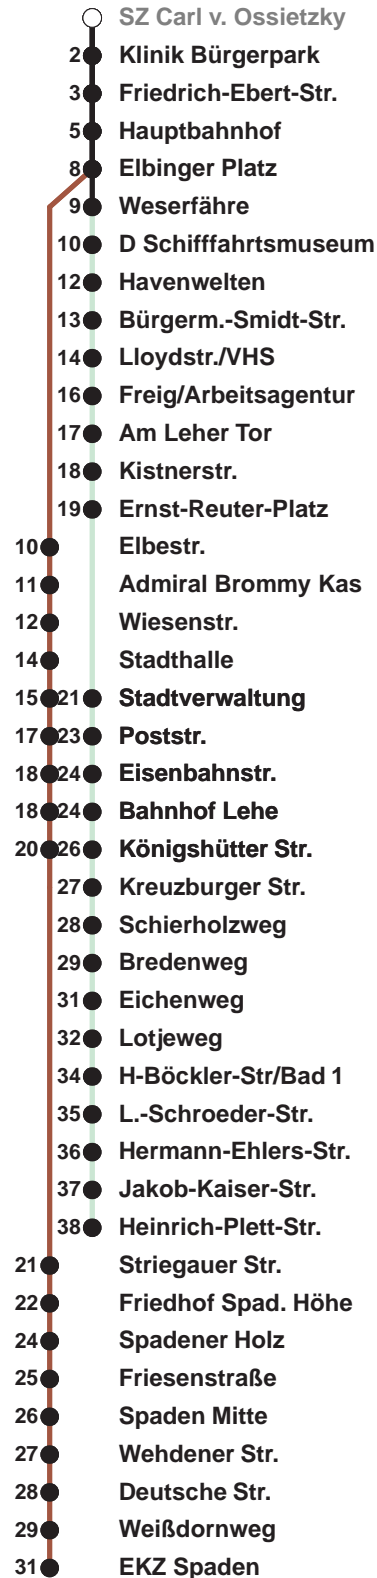 SZ Carl v. Ossietzky
2 Klinik Bürgerpark
3 Friedrich-Ebert-Str.
5 Hauptbahnhof
8 Elbinger Platz
9 Weserfähre
10 D Schifffahrtsmuseum
12 Havenwelten
13 Bürgerm.-Smidt-Str.
14 Lloydstr./VHS
16 Freig/Arbeitsagentur
17 Am Leher Tor
18 Kistnerstr.
19 Ernst-Reuter-Platz
10 Elbestr.
11 Admiral Brommy Kas
12 Wiesenstr.
14 Stadthalle
15 21 Stadtverwaltung
17 23 Poststr.
18 24 Eisenbahnstr.
18 24 Bahnhof Lehe
20 26 Königshütter Str.
27 Kreuzburger Str.
28 Schierholzweg
29 Bredenweg
31 Eichenweg
32 Lotjeweg
34 H-Böckler-Str/Bad 1
35 L.-Schroeder-Str.
36 Hermann-Ehlers-Str.
37 Jakob-Kaiser-Str.
38 Heinrich-Plett-Str.
21 Striegauer Str.
22 Friedhof Spad. Höhe
24 Spadener Holz
25 Friesenstraße
26 Spaden Mitte
27 Wehdener Str.
28 Deutsche Str.
29 Weißdornweg
31 EKZ Spaden